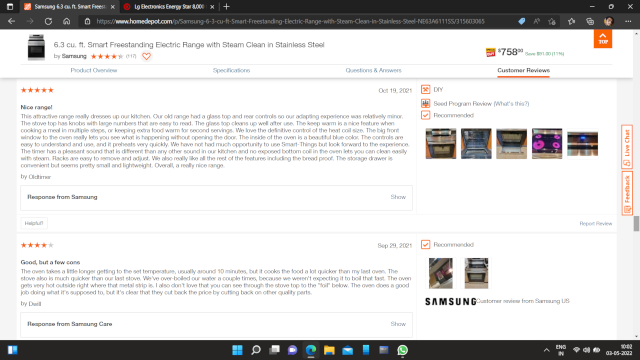 Samsung 6.3 cu. ft. Smart Freest
Lg Electronics Energy Star 8,000
https://www.homedepot.com/p/Samsung-6-3-cu-ft-Smart-Freestanding-Electric-Range-with-Steam-Clean-in-Stainless-Steel-NE63A6111SS/315603065
6.3 cu. ft. Smart Freestanding Electric Range with Steam Clean in Stainless Steel
by Samsung (117)
$758.00 Save $91.00 (11%)
TOP
Product Overview Specifications Questions & Answers Customer Reviews
Oct 19, 2021
Nice range!
This attractive range really dresses up our kitchen. Our old range had a glass top and rear controls so our adapting experience was relatively minor.
The stove top has knobs with large numbers that are easy to read. The glass top cleans up well after use. The keep warm is a nice feature when
cooking a meal in multiple steps, or keeping extra food warm for second servings. We love the definitive control of the heat coil size. The big front
window to the oven really lets you see what is happening without opening the door. The inside of the oven is a beautiful blue color. The controls are
easy to understand and use, and it preheats very quickly. We have not had much opportunity to use Smart-Things but look forward to the experience.
The timer has a pleasant sound that is different than any other sound in our kitchen and no exposed bottom coil in the oven lets you can clean easily
with steam. Racks are easy to remove and adjust. We also really like all the rest of the features including the bread proof. The storage drawer is
convenient but seems pretty small and lightweight. Overall, a really nice range.
by Oldtimer
Response from Samsung Show
DIY
Seed Program Review (What's this?)
Recommended
Live Chat
Feedback
Helpful?
Report Review
Sep 29, 2021
Good, but a few cons
The oven takes a little longer getting to the set temperature, usually around 10 minutes, but it cooks the food a lot quicker than my last oven. The
stove also is much quicker than our last stove. We've over-boiled our water a couple times, because we weren't expecting it to boil that fast. The oven
gets very hot outside right where that metal strip is. I also don't love that you can see through the stove top to the "foil" below. The oven does a good
job doing what it's supposed to, but it's clear that they cut back the price by cutting back on other quality parts.
by Dwill
Response from Samsung Care Show
Recommended
SAMSUNG Customer review from Samsung US
ENG
IN
10:02
03-05-2022